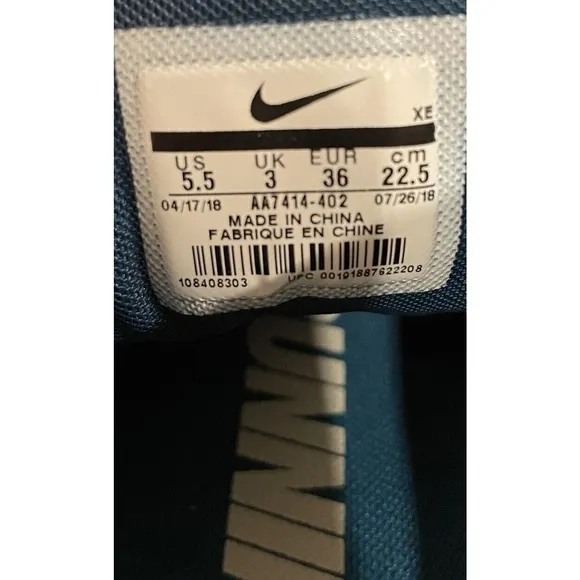 XE
US UK EUR cm
5.5 3 36 22.5
04/17/18 AA7414-402 07/26/18
MADE IN CHINA
FABRIQUE EN CHINE
108408303 UPC 00191887622208
UNNI